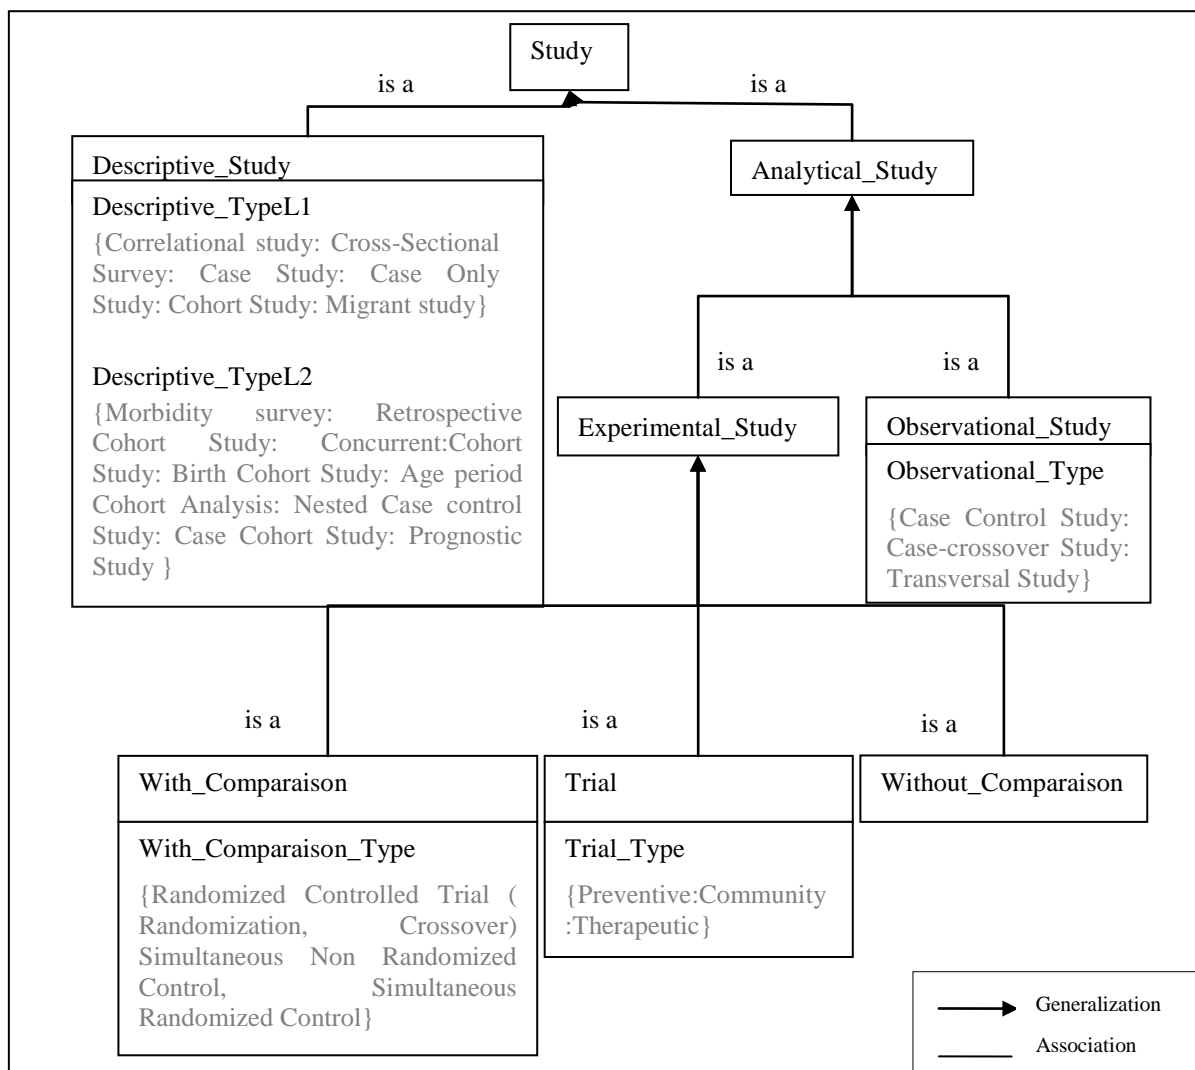 Study
is a
is a
Descriptive_Study
Descriptive_TypeL1
{Correlational study: Cross-Sectional
Survey: Case Study: Case Only
Study: Cohort Study: Migrant study}
Descriptive_TypeL2
{Morbidity survey: Retrospective
Cohort Study: Concurrent:Cohort
Study: Birth Cohort Study: Age period
Cohort Analysis: Nested Case control
Study: Case Cohort Study: Prognostic
Study }
Analytical_Study
is a
is a
Experimental_Study
Observational_Study
Observational_Type
{Case Control Study:
Case-crossover Study:
Transversal Study}
is a
is a
is a
With_Comparaison
With_Comparaison_Type
{Randomized Controlled Trial (
Randomization, Crossover)
Simultaneous Non Randomized
Control, Simultaneous
Randomized Control}
Trial
Trial_Type
{Preventive:Community
:Therapeutic}
Without_Comparaison
Generalization
Association